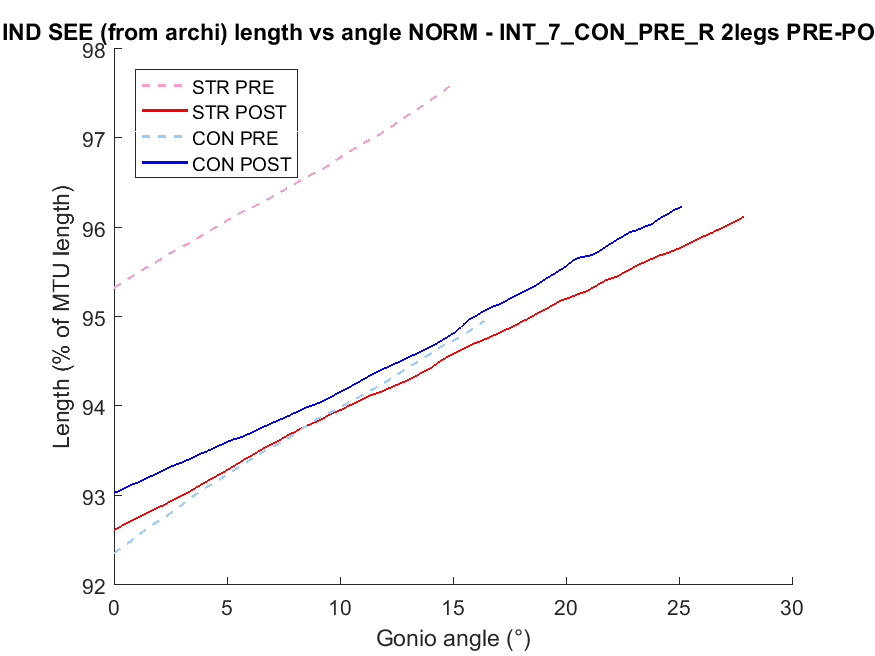 IND SEE (from archi) length vs angle NORM - INT_7_CON_PRE_R 2legs PRE-PO
98
97
96
95
94
93
92
Length (% of MTU length)
STR PRE
STR POST
CON PRE
CON POST
0 5 10 15 20 25 30
Gonio angle (°)